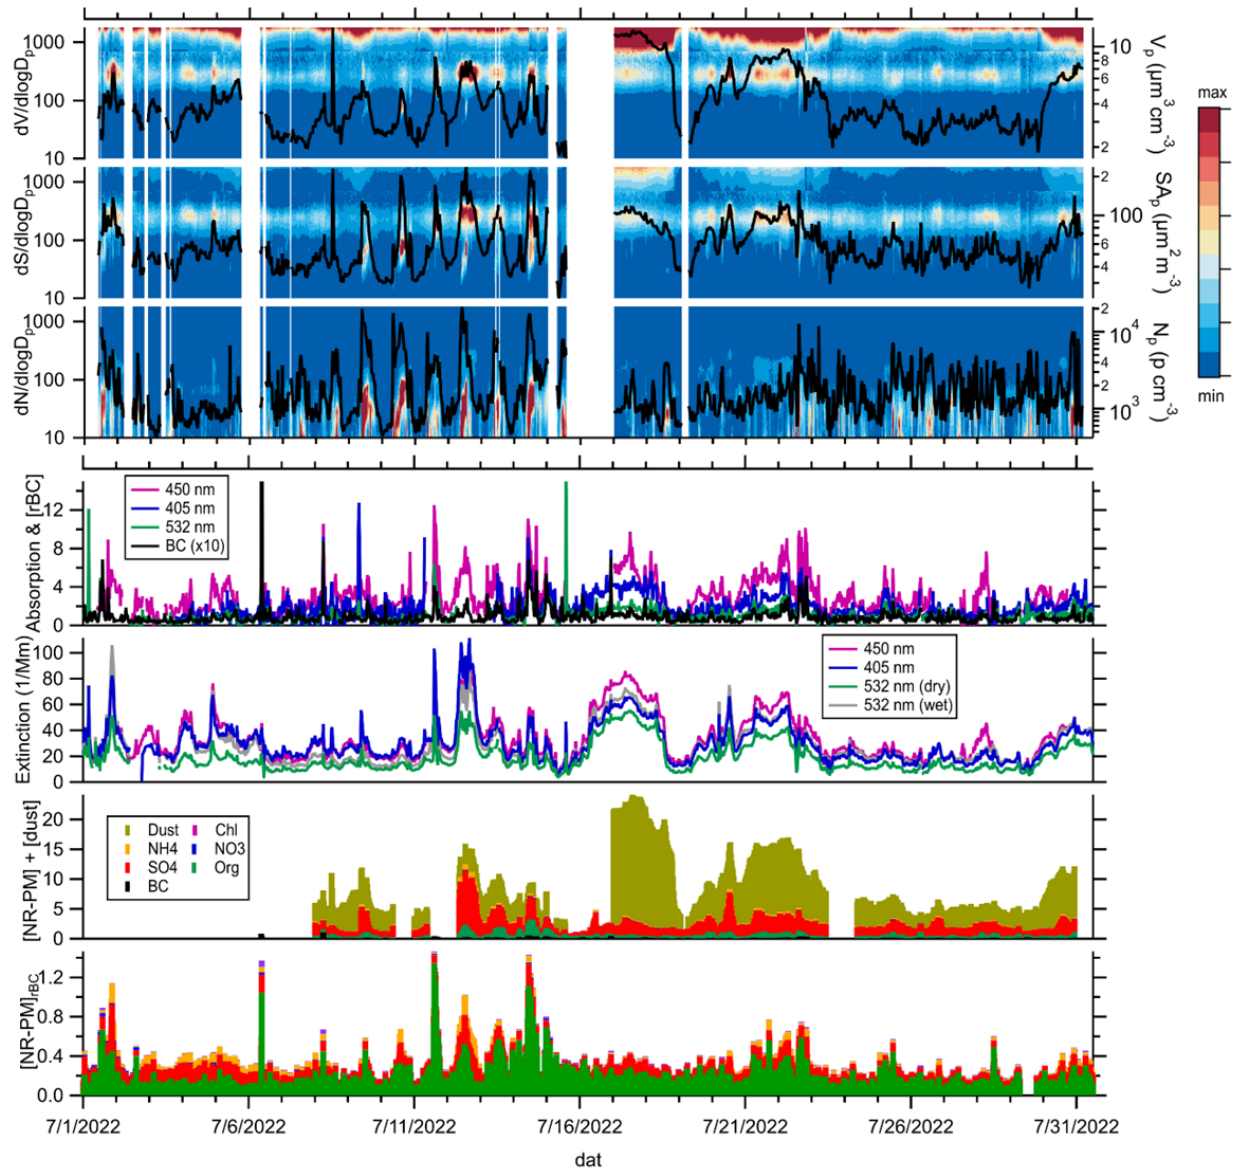 1000
100
10
dV/dlogDp
10
8
6
4
2
Vp (µm³ cm⁻³)
max
min
1000
100
10
dS/dlogDp
2
100
8
6
4
SAp (µm² m⁻³)
1000
100
10
dN/dlogDp
2
10⁴
8
6
4
2
10³
Np (p cm⁻³)
450 nm
405 nm
532 nm
BC (x10)
12
8
4
0
Absorption & [rBC]
450 nm
405 nm
532 nm (dry)
532 nm (wet)
100
80
60
40
20
0
Extinction (1/Mm)
Dust Chl
NH4 NO3
SO4 Org
BC
20
15
10
5
0
[NR-PM] + [dust]
1.2
0.8
0.4
0.0
[NR-PM]rBC
7/1/2022 7/6/2022 7/11/2022 7/16/2022 7/21/2022 7/26/2022 7/31/2022
dat